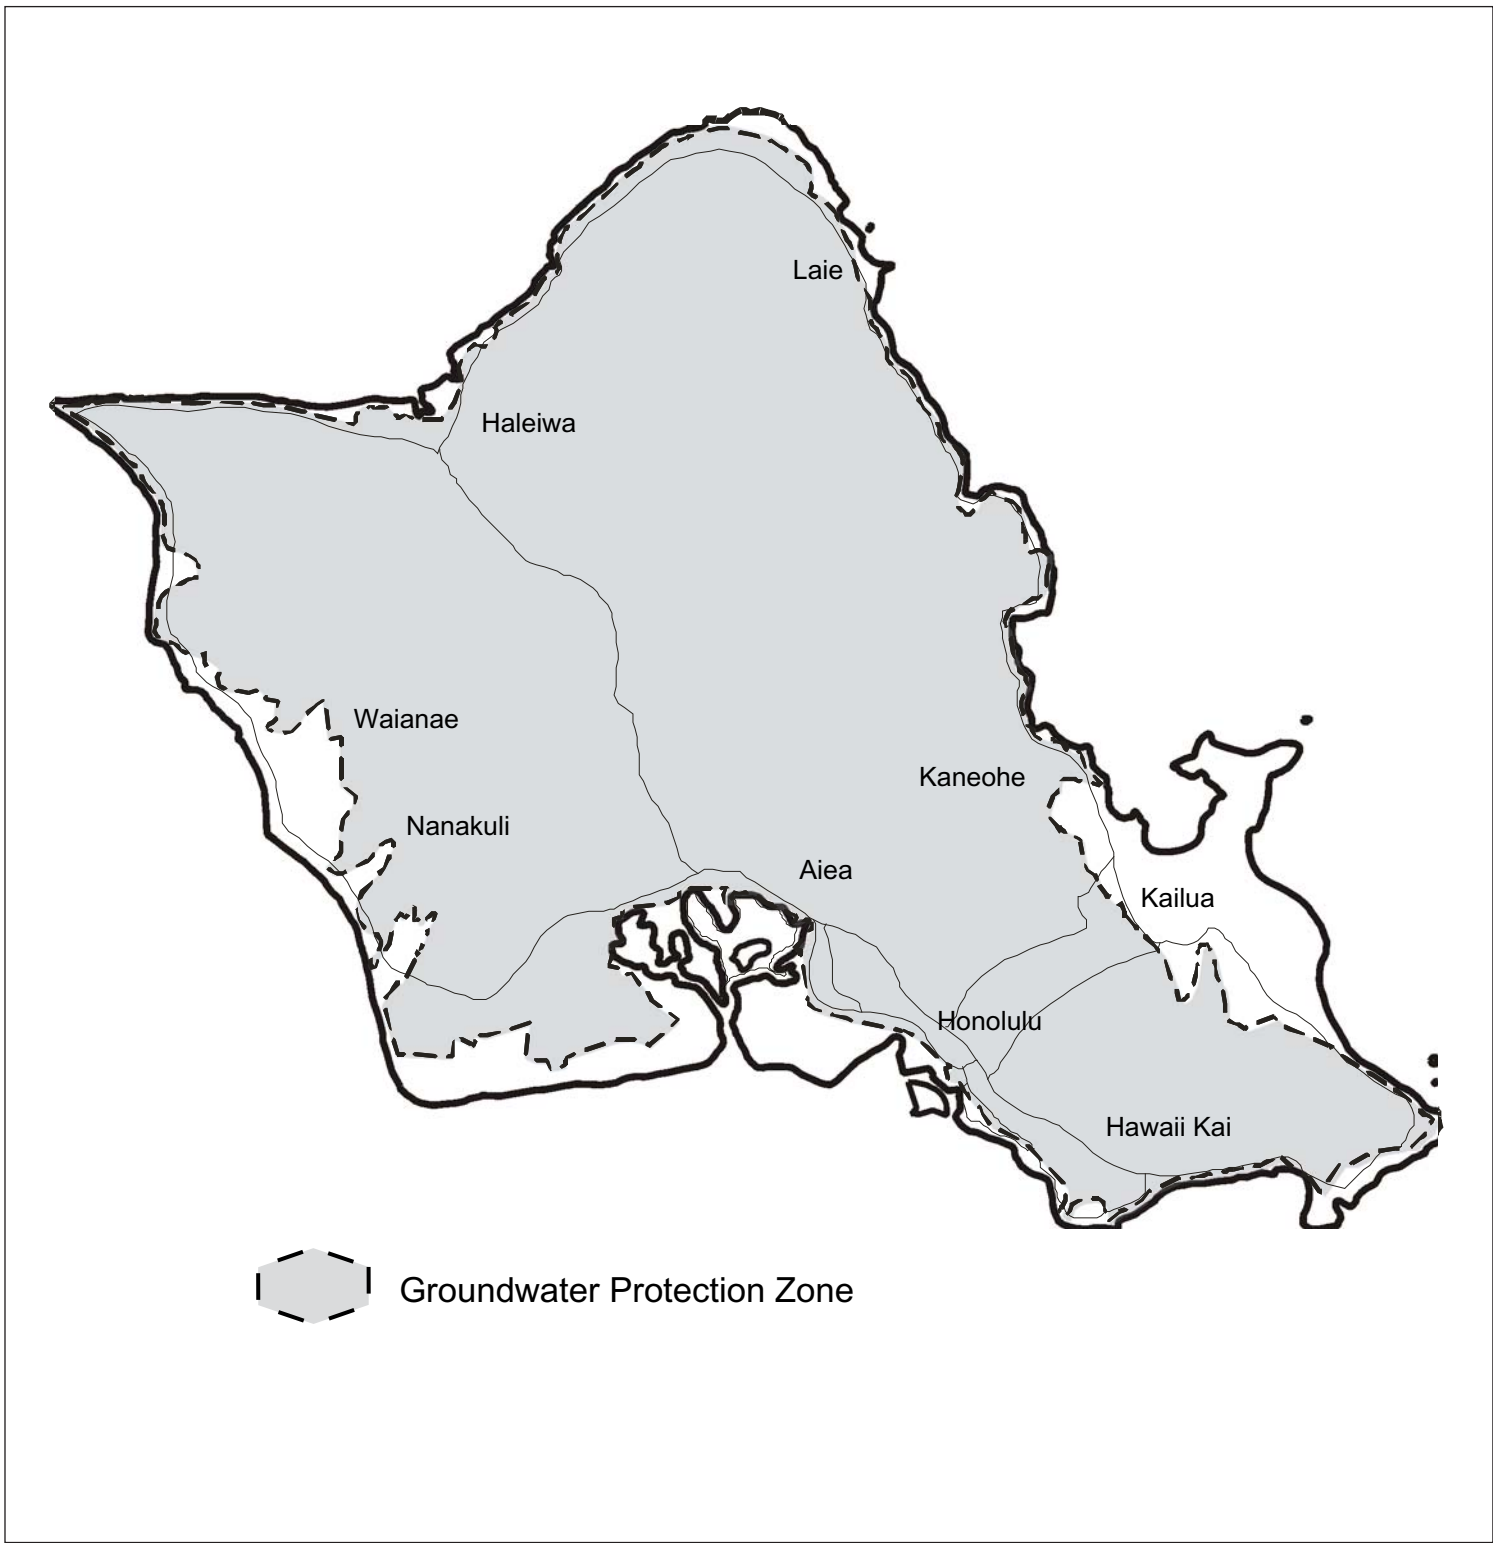 Laie
Haleiwa
Waianae
Kaneohe
Nanakuli
Aiea
Kailua
Honolulu
Hawaii Kai
Groundwater Protection Zone